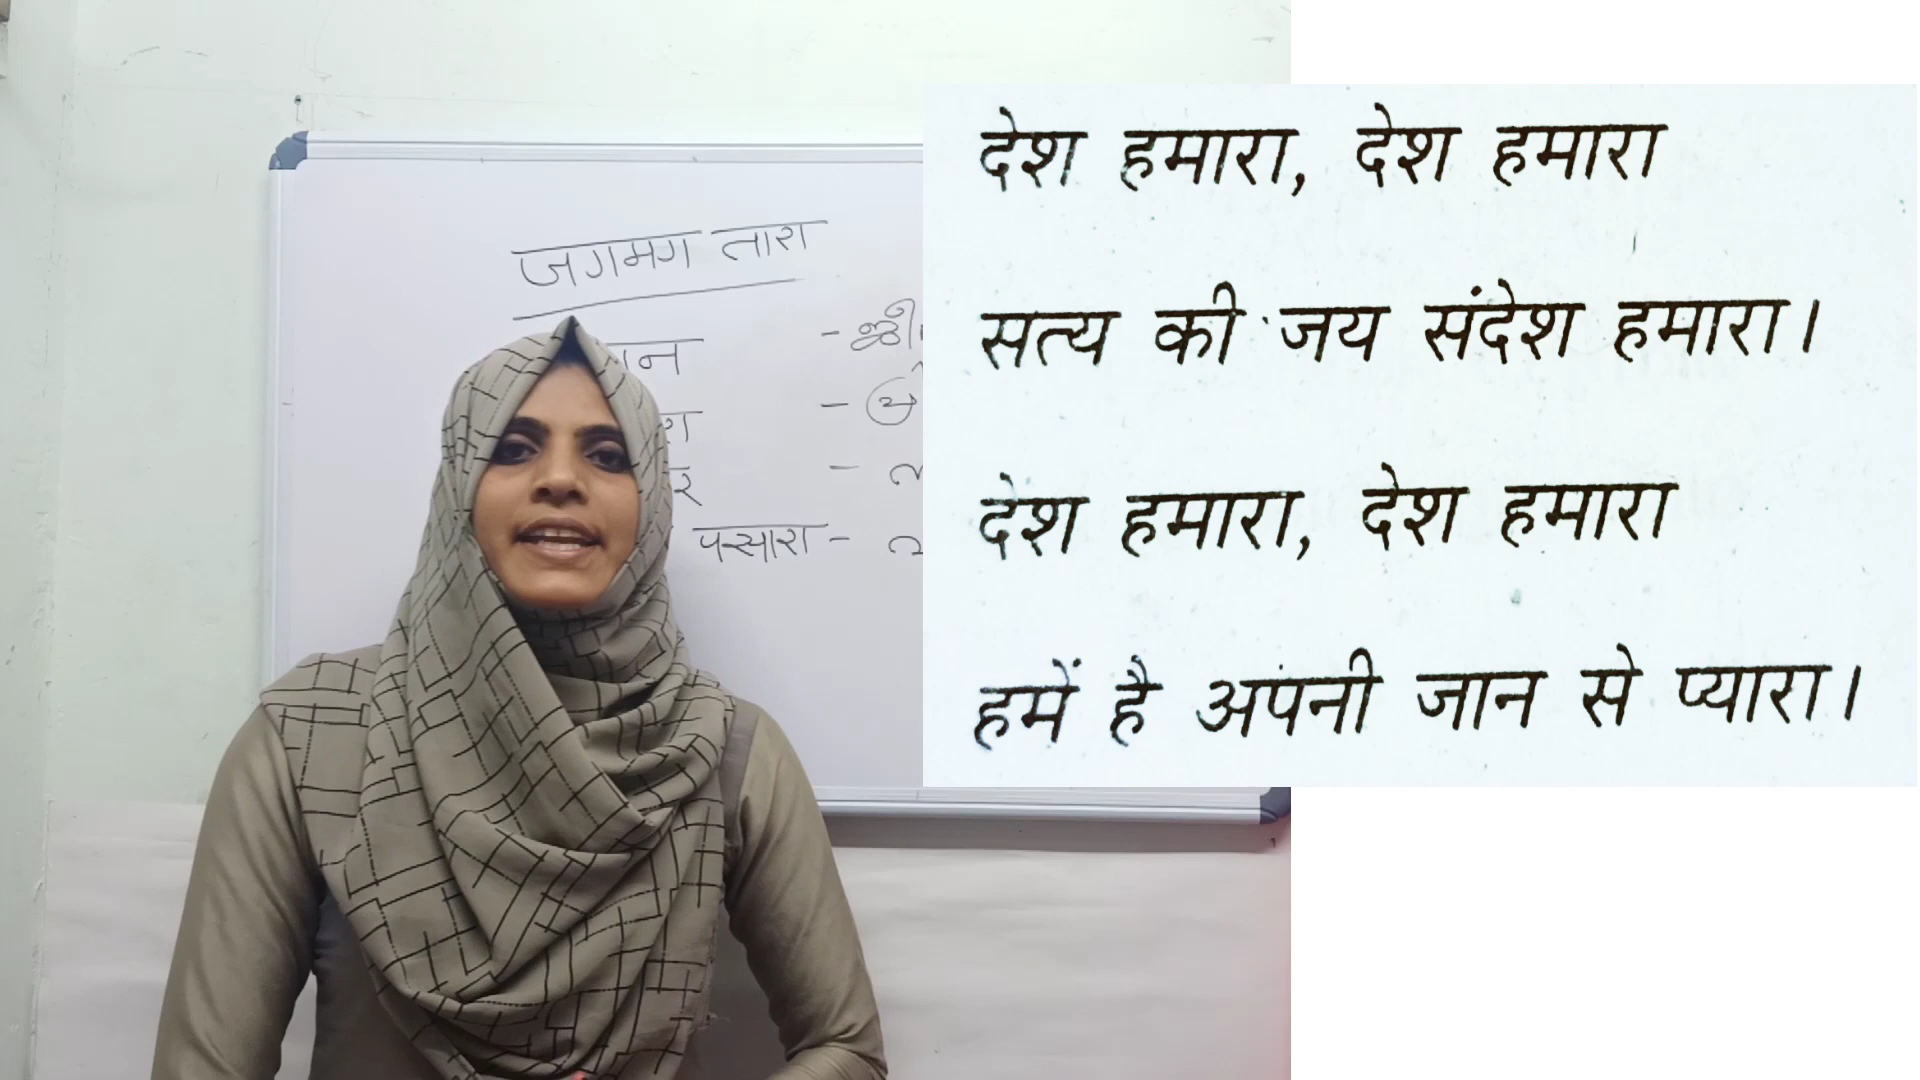 जगमग तारा
पसारा -
देश हमारा, देश हमारा
सत्य की जय संदेश हमारा।
देश हमारा, देश हमारा
हमें है अपनी जान से प्यारा।